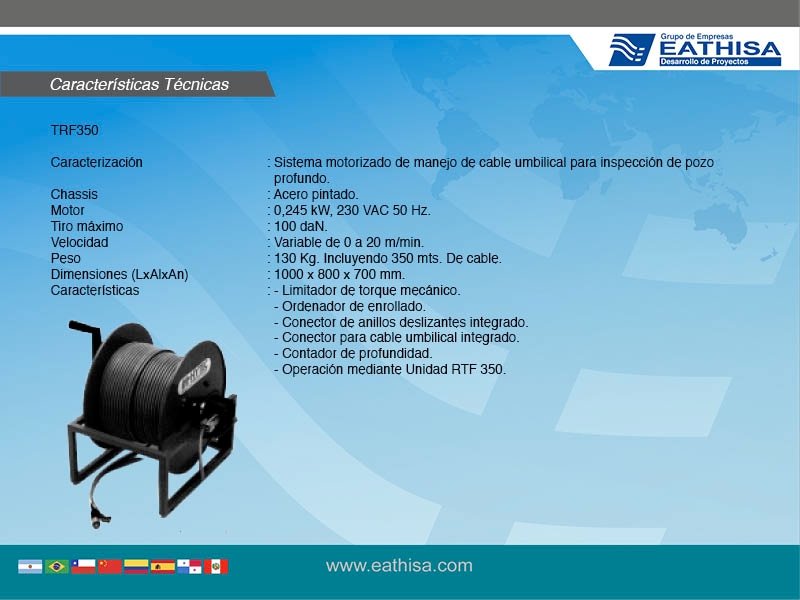 Grupo de Empresas
EATHISA
Desarrollo de Proyectos
Características Técnicas
TRF350
Caracterización : Sistema motorizado de manejo de cable umbilical para inspección de pozo
profundo.
Chassis : Acero pintado.
Motor : 0,245 kW, 230 VAC 50 Hz.
Tiro máximo : 100 daN.
Velocidad : Variable de 0 a 20 m/min.
Peso : 130 Kg. Incluyendo 350 mts. De cable.
Dimensiones (LxAlxAn) : 1000 x 800 x 700 mm.
Características : - Limitador de torque mecánico.
- Ordenador de enrollado.
- Conector de anillos deslizantes integrado.
- Conector para cable umbilical integrado.
- Contador de profundidad.
- Operación mediante Unidad RTF 350.
www.eathisa.com